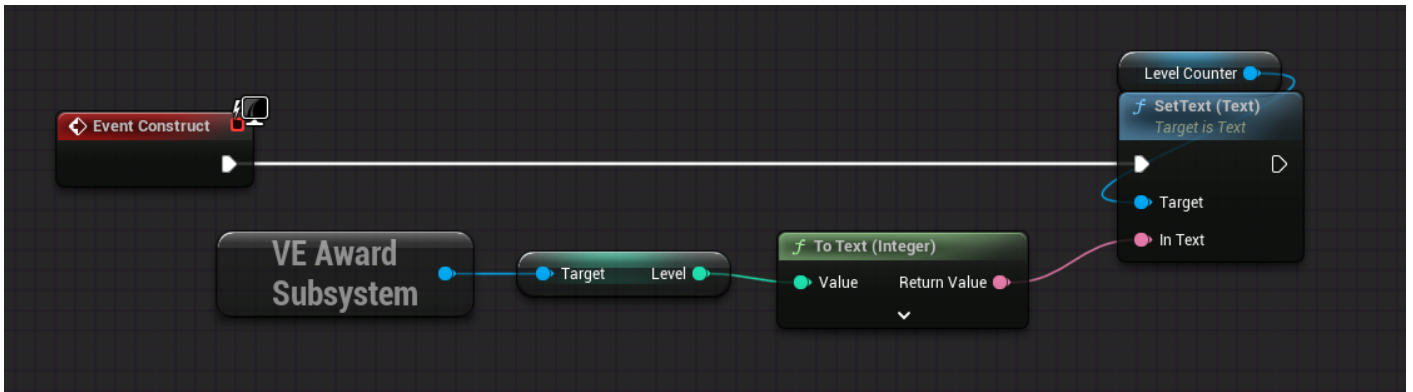 Event Construct
Level Counter
f SetText (Text)
Target is Text
Target
In Text
VE Award
Subsystem
Target Level
f To Text (Integer)
Value Return Value